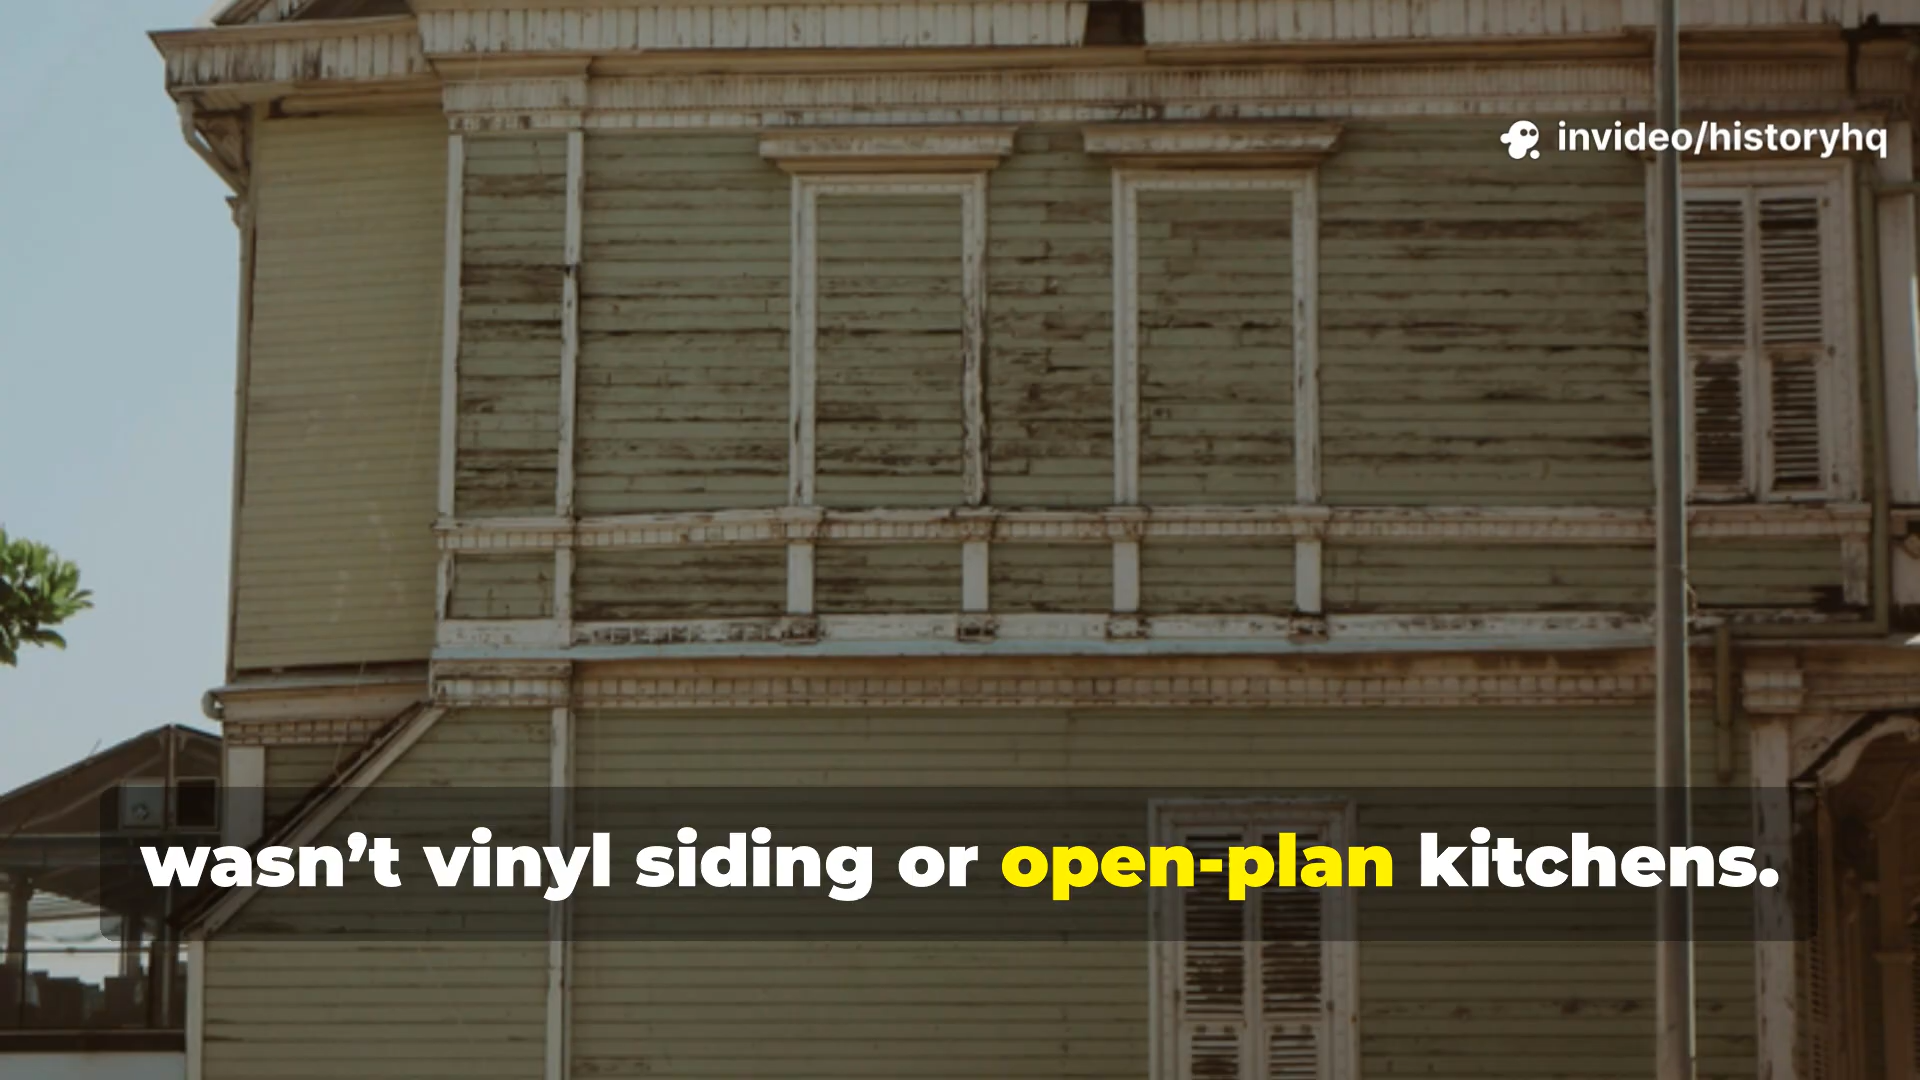 invideo/historyhq
wasn’t vinyl siding or open-plan kitchens.